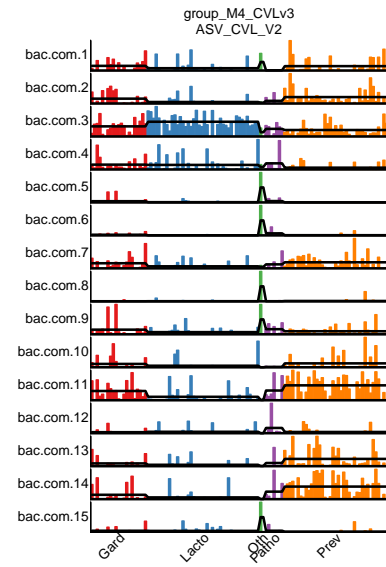 group_M4_CVLv3
ASV_CVL_V2
bac.com.1
bac.com.2
bac.com.3
bac.com.4
bac.com.5
bac.com.6
bac.com.7
bac.com.8
bac.com.9
bac.com.10
bac.com.11
bac.com.12
bac.com.13
bac.com.14
bac.com.15
Gard
Lacto
Oth
Patho
Prev